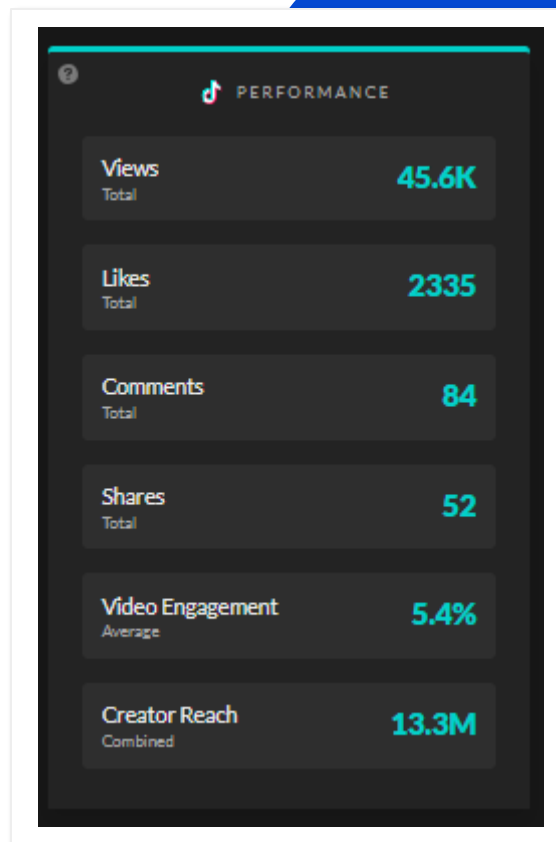 ?
PERFORMANCE
Views
Total
45.6K
Likes
Total
2335
Comments
Total
84
Shares
Total
52
Video Engagement
Average
5.4%
Creator Reach
Combined
13.3M